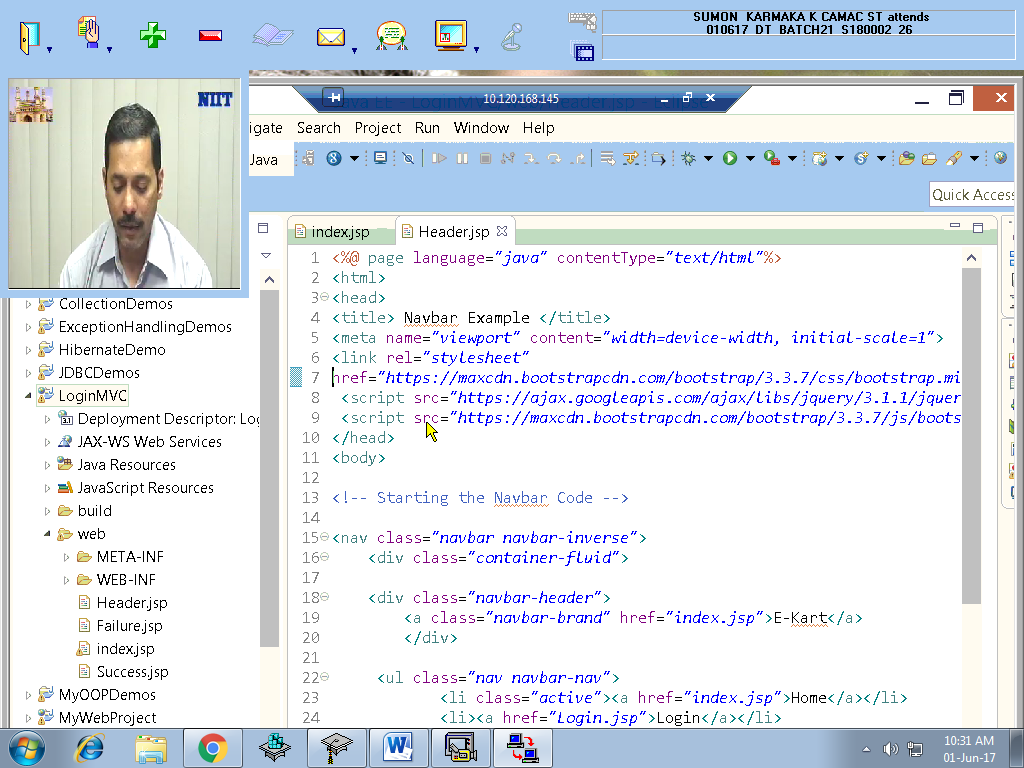 SUMON KARMAKA K CAMAC ST attends
010617_DT_BATCH21_S180002_26
NIIT
10.120.168.145
igate Search Project Run Window Help
Java
Quick Access
index.jsp
Header.jsp
CollectionDemos
ExceptionHandlingDemos
HibernateDemo
JDBCDemos
LoginMVC
Deployment Descriptor: Log
JAX-WS Web Services
Java Resources
JavaScript Resources
build
web
META-INF
WEB-INF
Header.jsp
Failure.jsp
index.jsp
Success.jsp
MyOOPDemos
MyWebProject
1 <%@ page language="java" contentType="text/html"%>
2 <html>
3 <head>
4 <title> Navbar Example </title>
5 <meta name="viewport" content="width=device-width, initial-scale=1">
6 <link rel="stylesheet"
7 href="https://maxcdn.bootstrapcdn.com/bootstrap/3.3.7/css/bootstrap.mi
8 <script src="https://ajax.googleapis.com/ajax/libs/jquery/3.1.1/jquer
9 <script src="https://maxcdn.bootstrapcdn.com/bootstrap/3.3.7/js/boots
10 </head>
11 <body>
12
13 <!-- Starting the Navbar Code -->
14
15 <nav class="navbar navbar-inverse">
16 <div class="container-fluid">
17
18 <div class="navbar-header">
19 <a class="navbar-brand" href="index.jsp">E-Kart</a>
20 </div>
21
22 <ul class="nav navbar-nav">
23 <li class="active"><a href="index.jsp">Home</a></li>
24 <li><a href="Login.jsp">Login</a></li>
10:31 AM
01-Jun-17